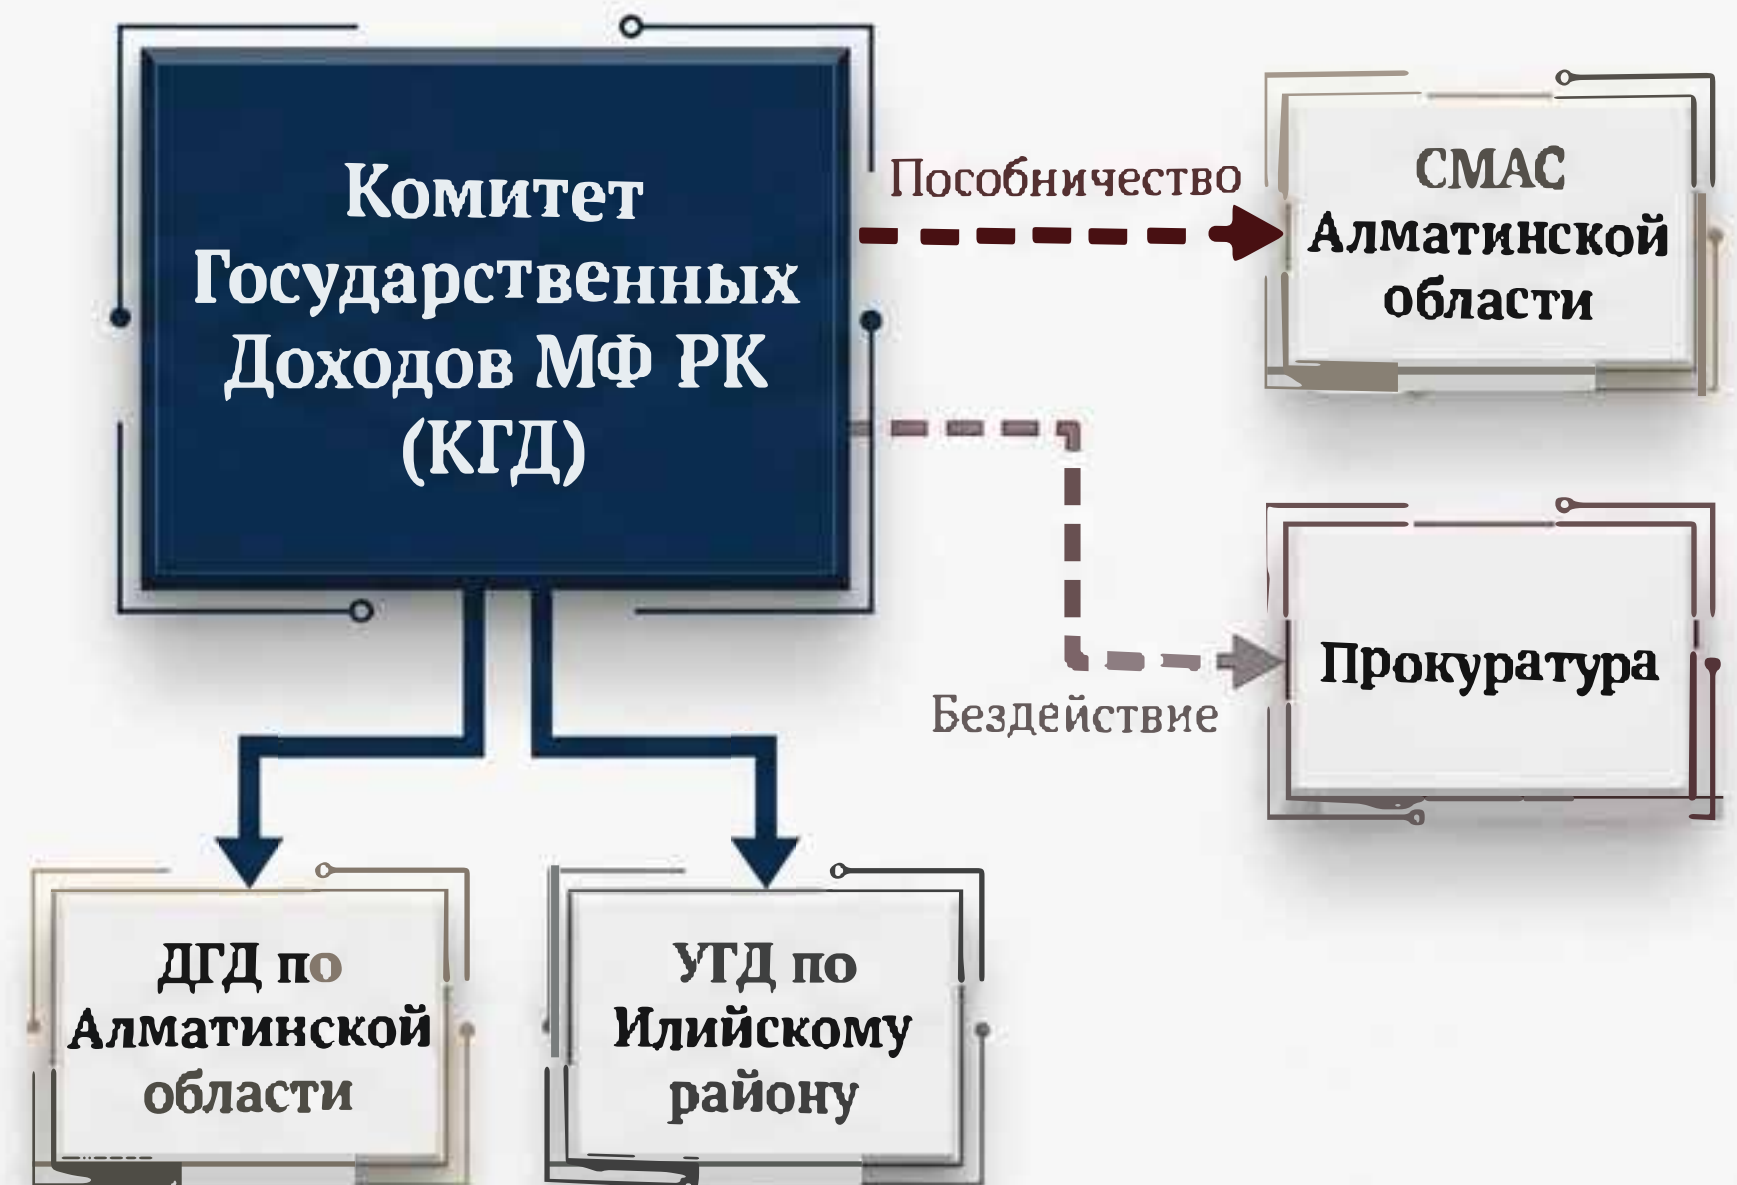 Комитет
Государственных
Доходов МФ РК
(КГД)
Пособничество
СМАС
Алматинской
области
Бездействие
Прокуратура
ДГД по
Алматинской
области
УГД по
Илийскому
району